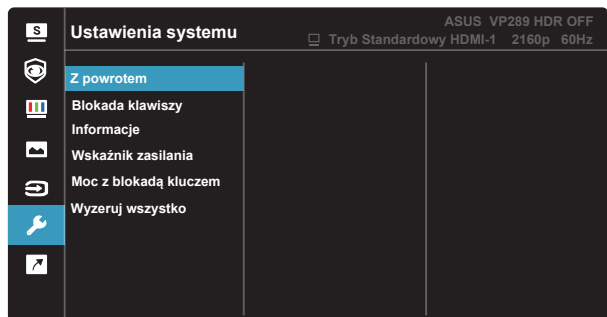 S
Ustawienia systemu
ASUS VP289 HDR OFF
Tryb Standardowy HDMI-1 2160p 60Hz
Z powrotem
Blokada klawiszy
Informacje
Wskaźnik zasilania
Moc z blokadą kluczem
Wyzeruj wszystko